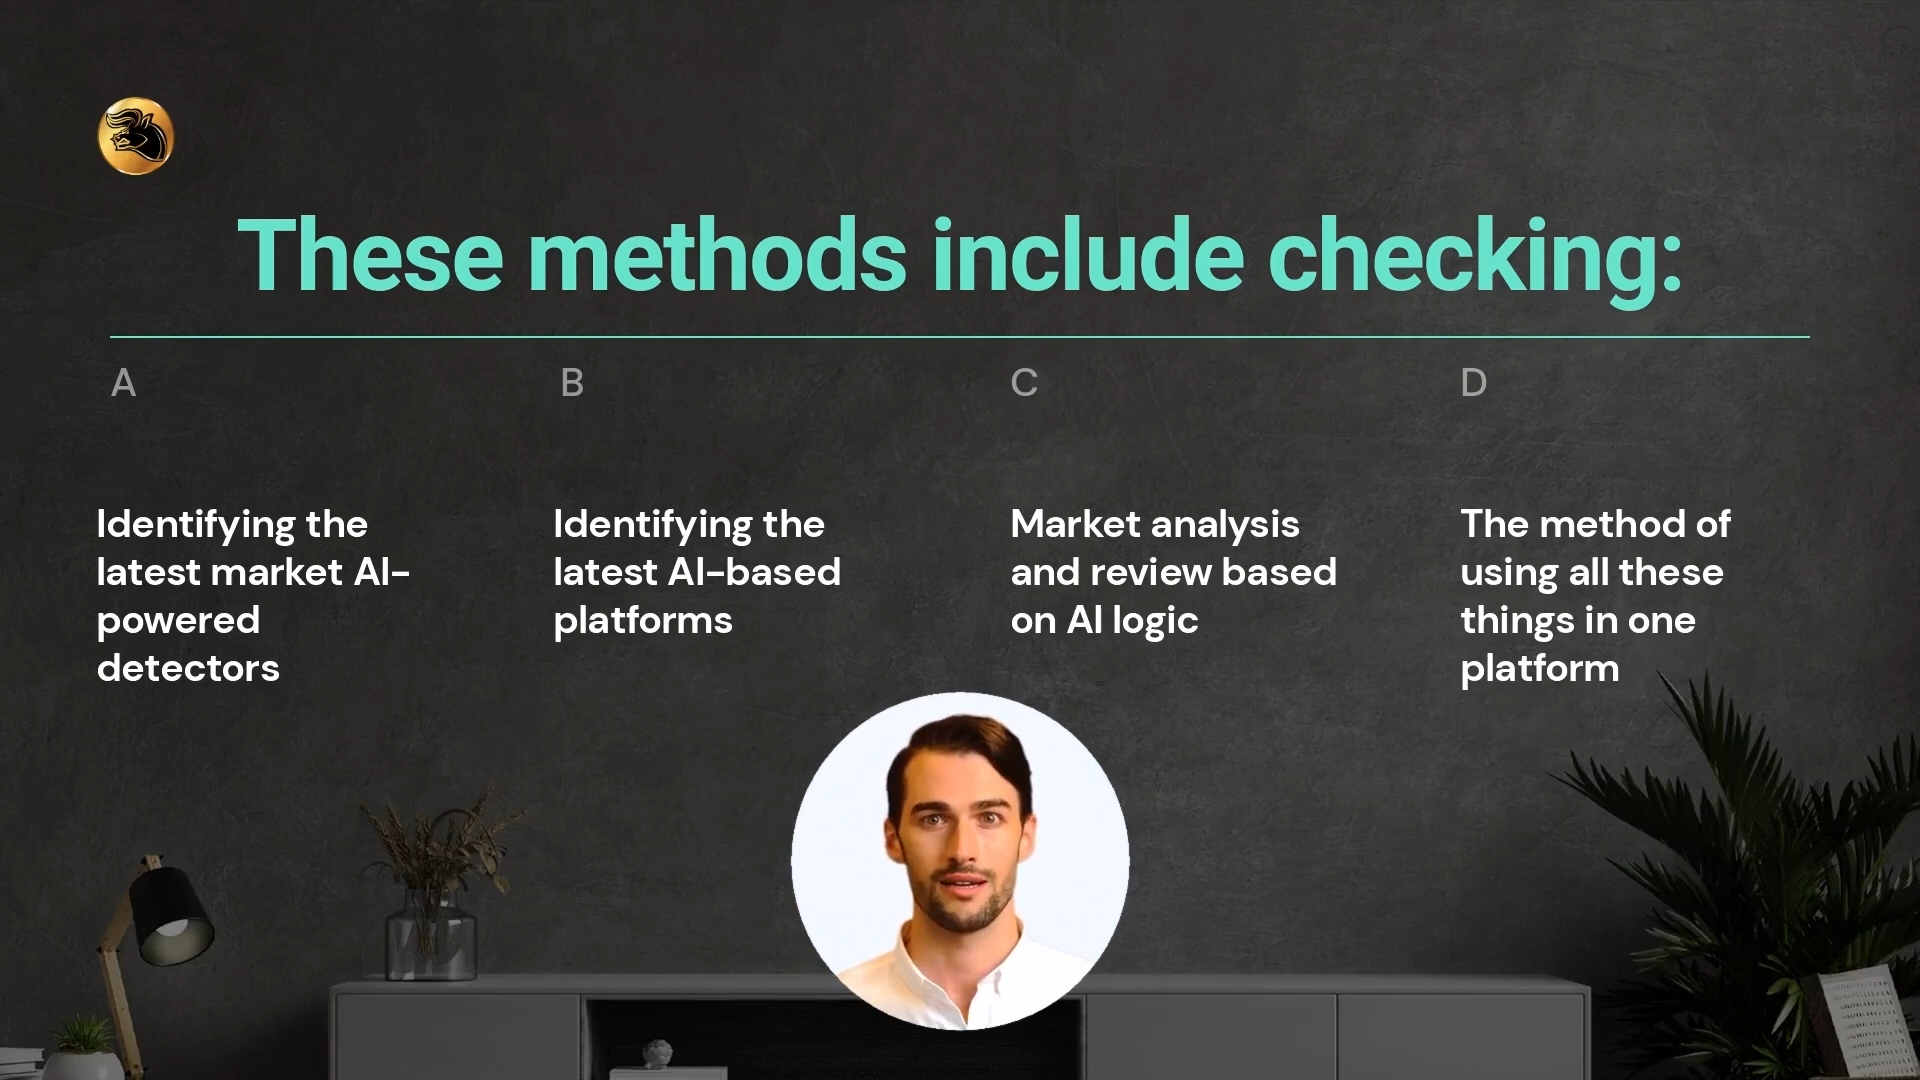 These methods include checking:
A
B
C
D
Identifying the
latest market AI-
powered
detectors
Identifying the
latest AI-based
platforms
Market analysis
and review based
on AI logic
The method of
using all these
things in one
platform